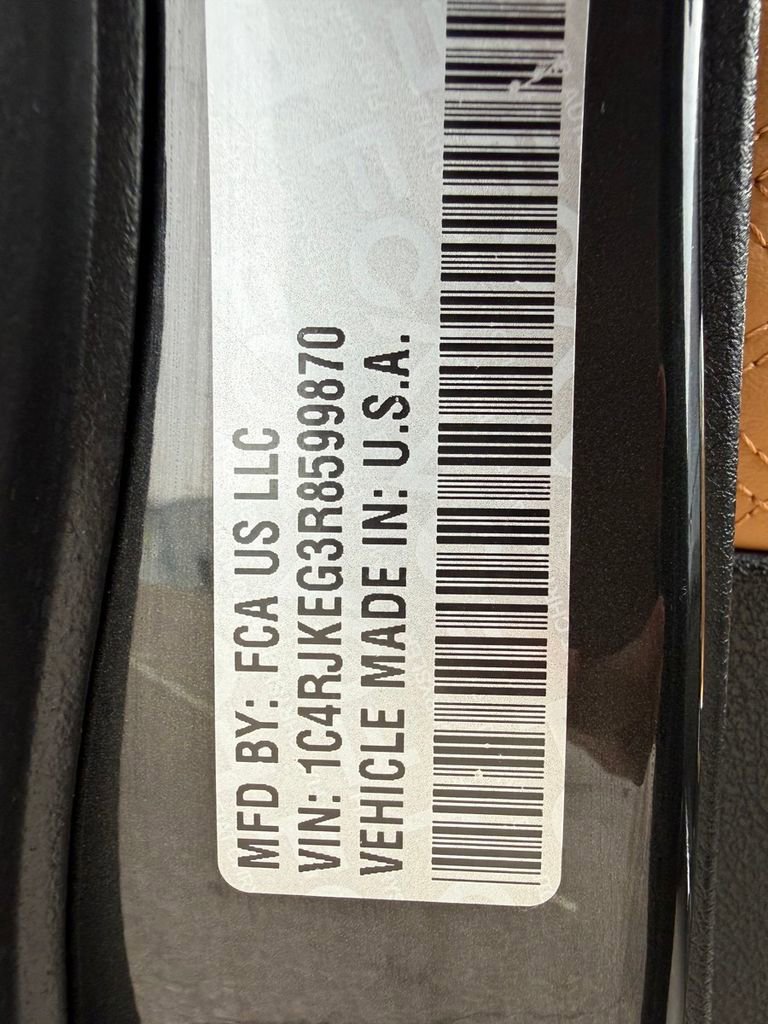 MFD BY: FCA US LLC
VIN: 1C4RJKEG3R8599870
VEHICLE MADE IN: U.S.A.